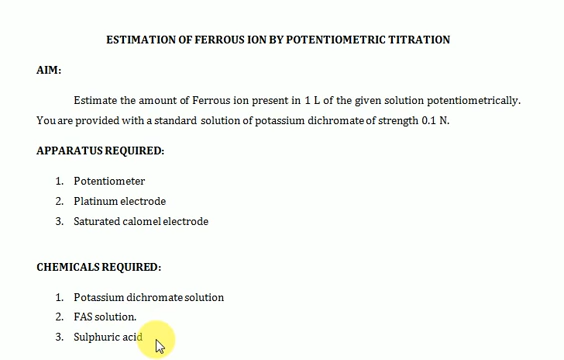 ESTIMATION OF FERROUS ION BY POTENTIOMETRIC TITRATION
AIM:
Estimate the amount of Ferrous ion present in 1 L of the given solution potentiometrically.
You are provided with a standard solution of potassium dichromate of strength 0.1 N.
APPARATUS REQUIRED:
1. Potentiometer
2. Platinum electrode
3. Saturated calomel electrode
CHEMICALS REQUIRED:
1. Potassium dichromate solution
2. FAS solution.
3. Sulphuric acid